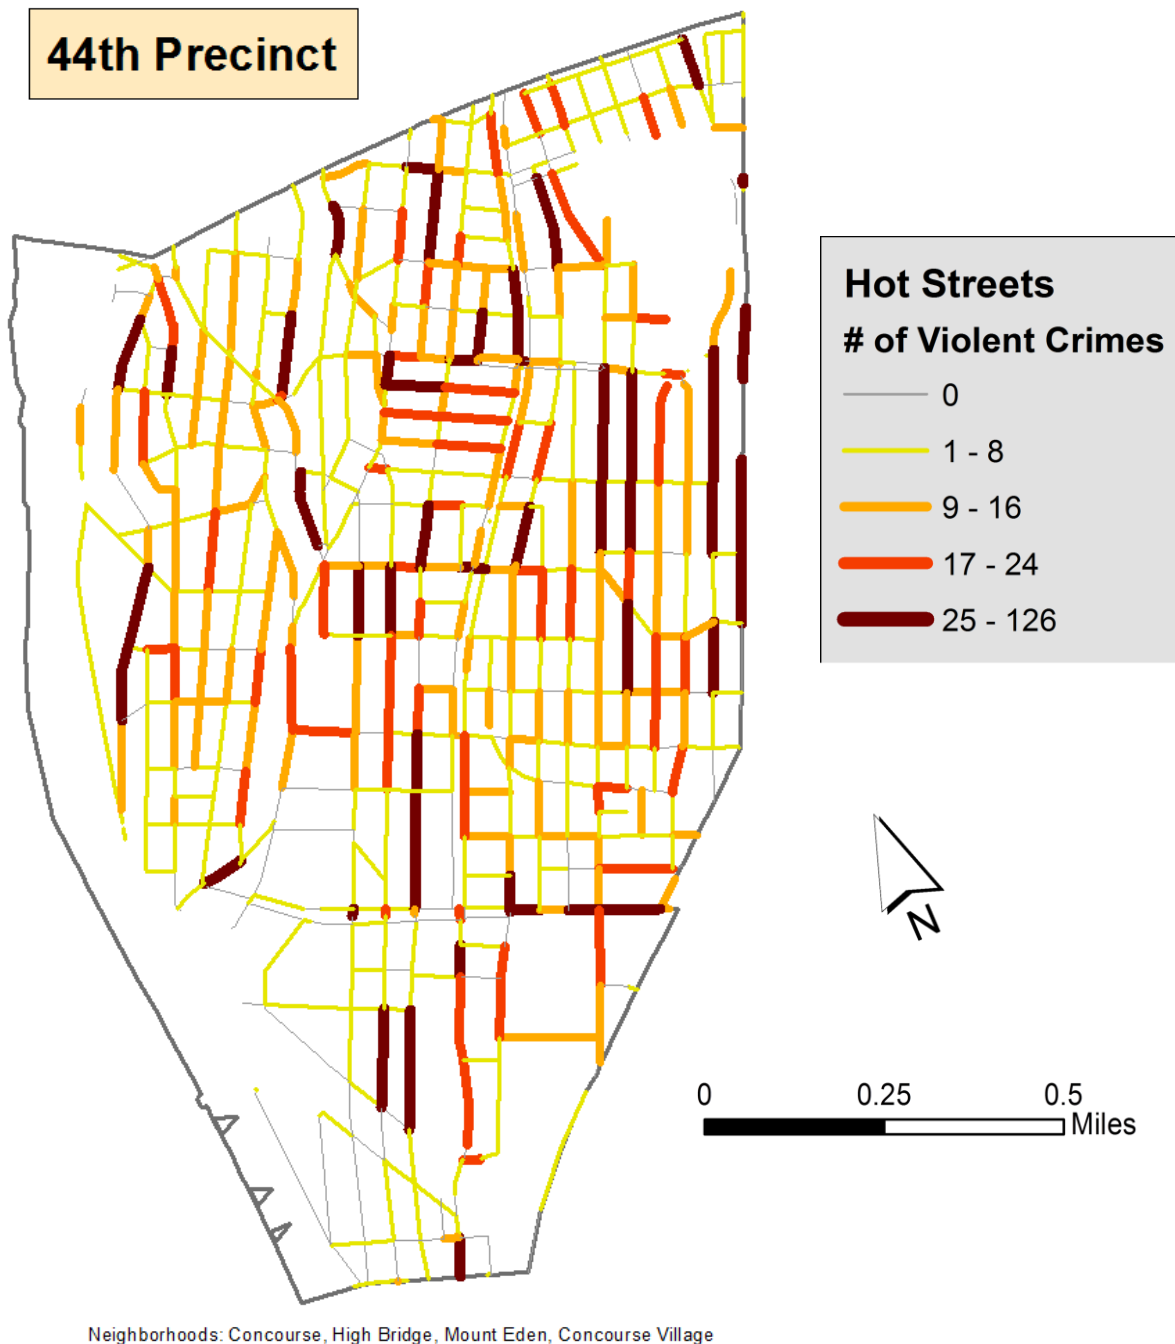 44th Precinct
Hot Streets
# of Violent Crimes
0
1 - 8
9 - 16
17 - 24
25 - 126
N
0 0.25 0.5
Miles
Neighborhoods: Concourse, High Bridge, Mount Eden, Concourse Village